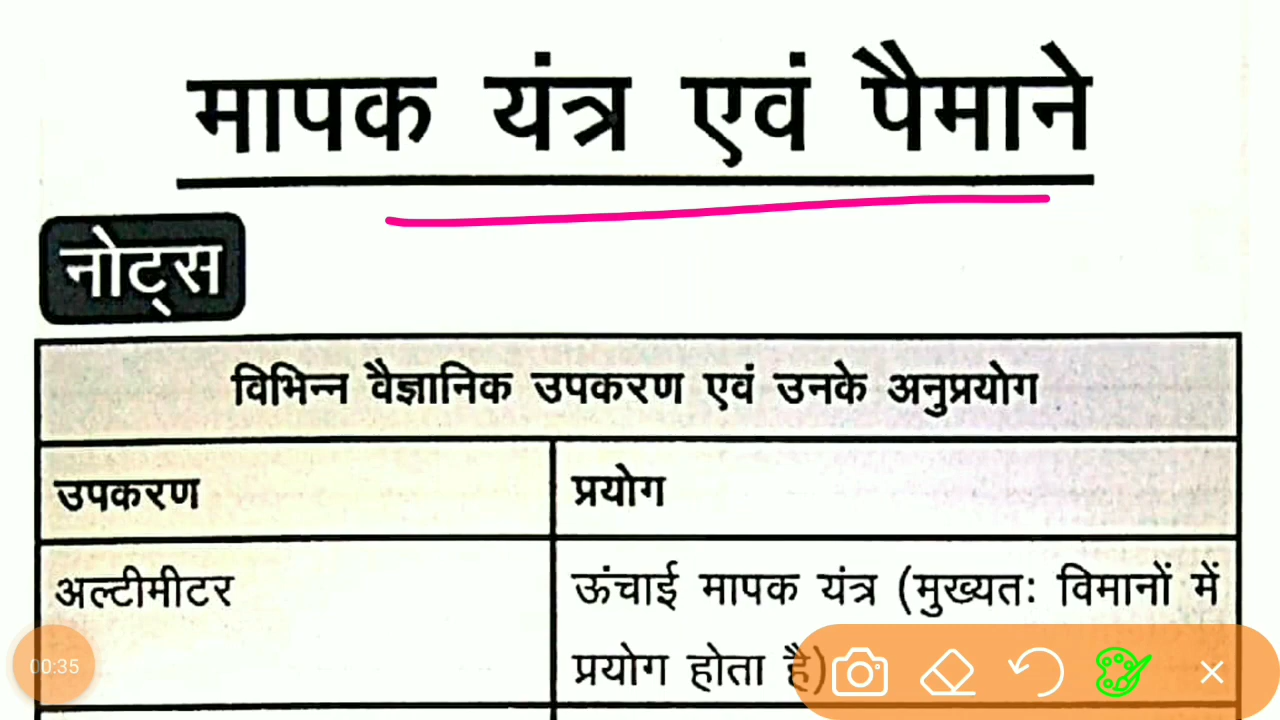 मापक यंत्र एवं पैमाने
नोट्स
विभिन्न वैज्ञानिक उपकरण एवं उनके अनुप्रयोग
उपकरण प्रयोग
अल्टीमीटर ऊंचाई मापक यंत्र (मुख्यतः विमानों में
प्रयोग होता है)
00:35